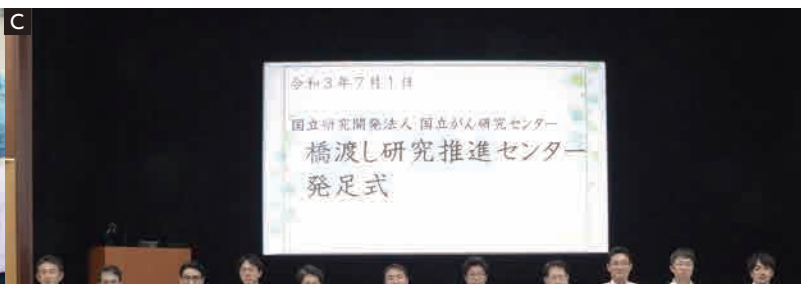 C
令和3年7月1日
国立研究開発法人 国立がん研究センター
橋渡し研究推進センター
発足式